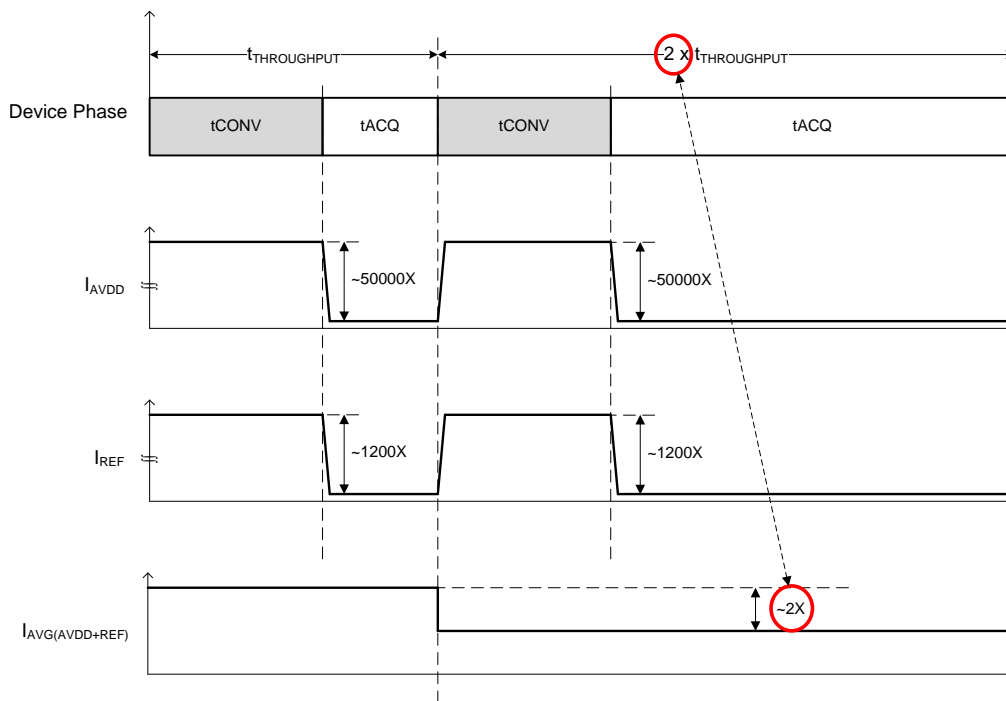 tTHROUGHPUT
2 x tTHROUGHPUT
Device Phase
tCONV
tACQ
tCONV
tACQ
IAVDD
~50000X
~50000X
IREF
~1200X
~1200X
IAVG(AVDD+REF)
~2X